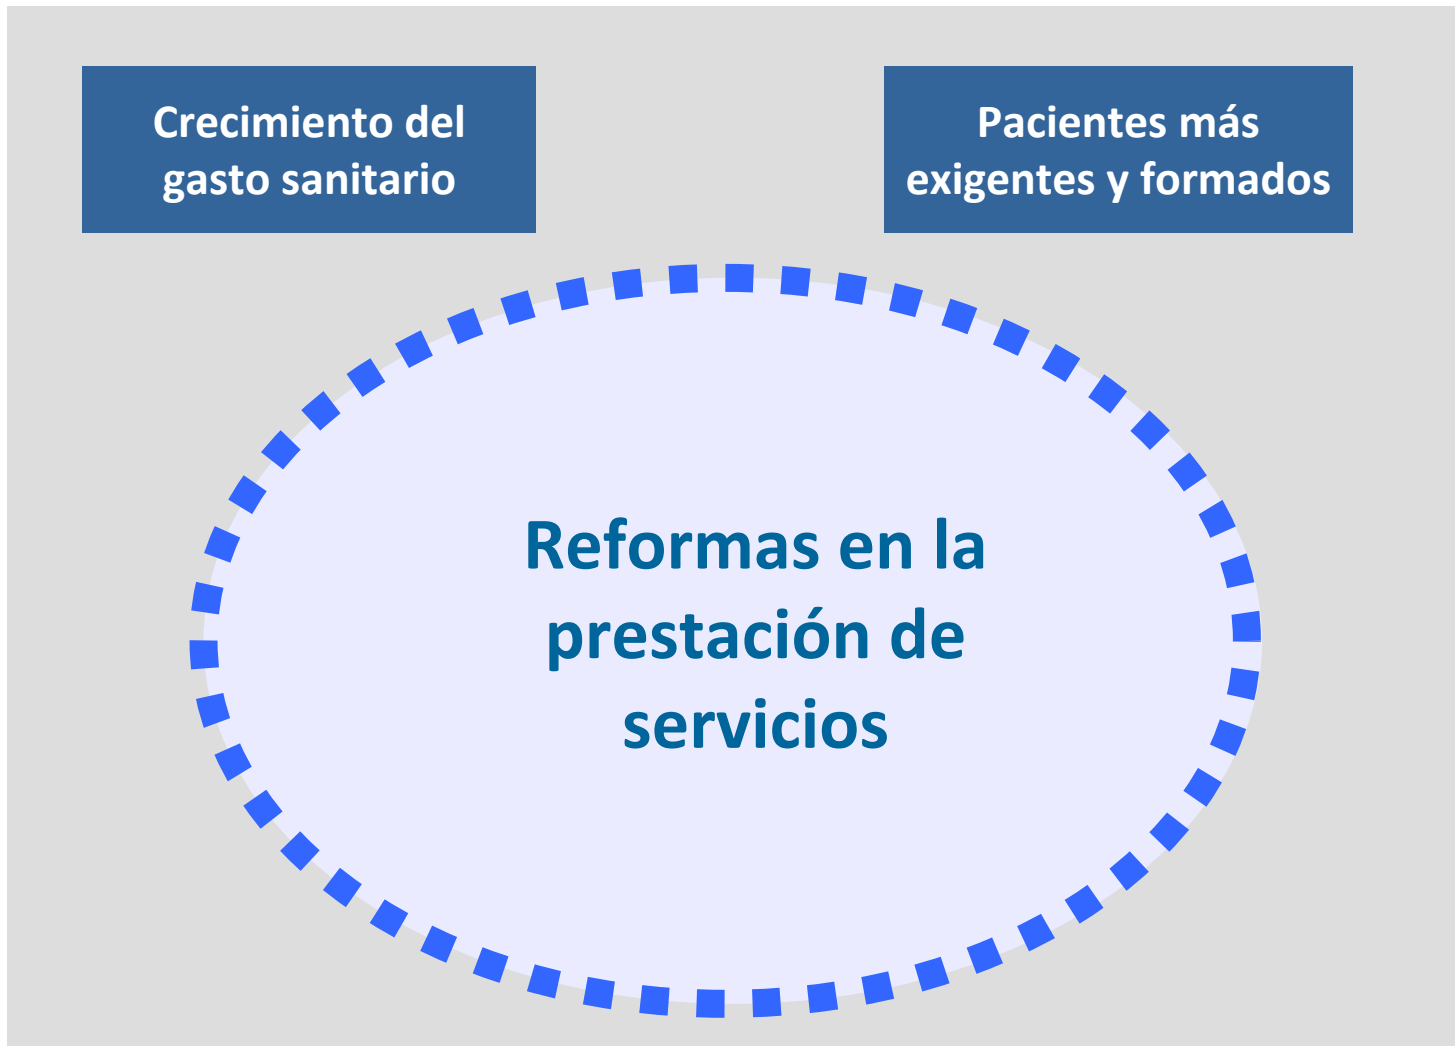 Crecimiento del
gasto sanitario
Pacientes más
exigentes y formados
Reformas en la
prestación de
servicios